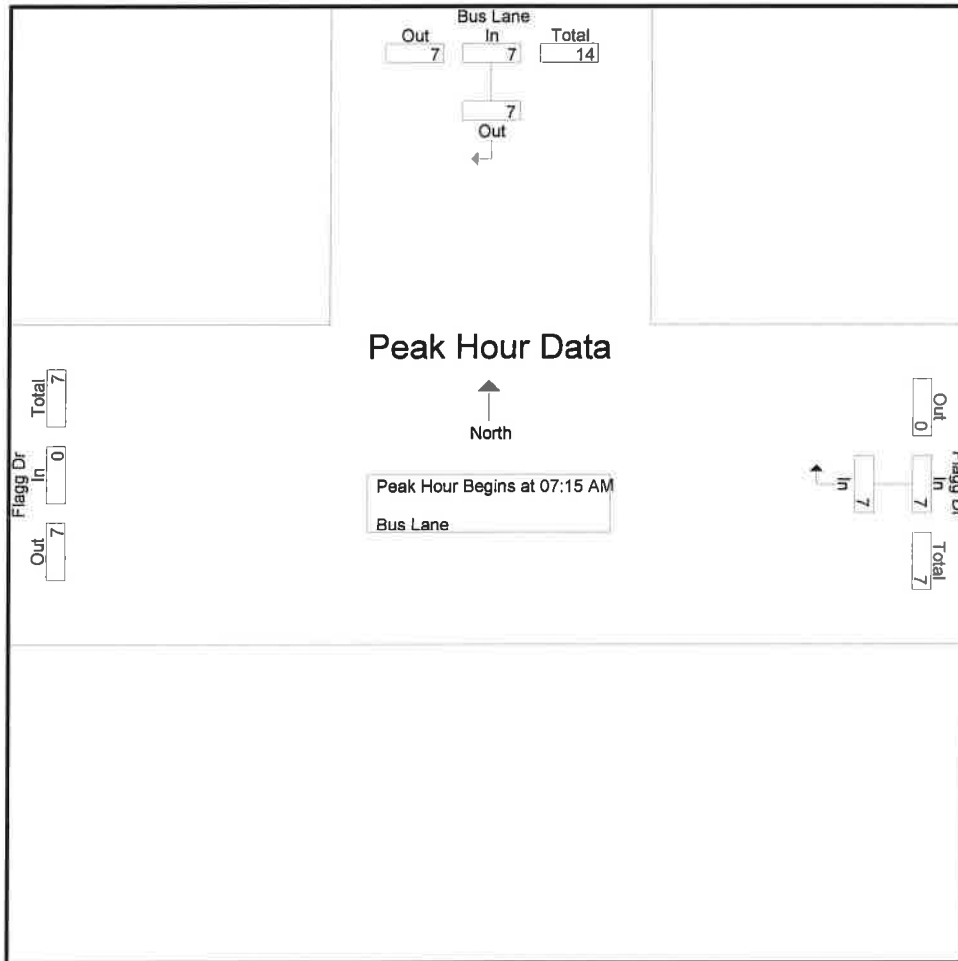 Bus Lane
Out In Total
7 7 14
7
Out
Peak Hour Data
North
Peak Hour Begins at 07:15 AM
Bus Lane
Flagg Dr
Total In Out
7 0 7
Flagg Dr
Out In Total
0 7 7
In
7